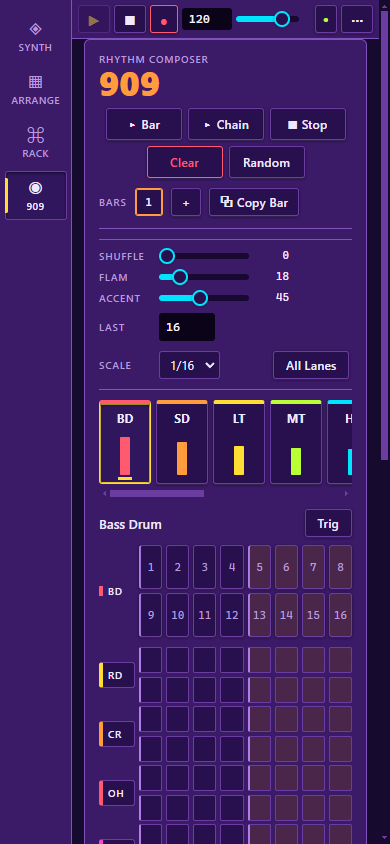 120
...
SYNTH
ARRANGE
RACK
909
RHYTHM COMPOSER
909
Bar
Chain
Stop
Clear
Random
BARS
1
+
Copy Bar
SHUFFLE
0
FLAM
18
ACCENT
45
LAST
16
SCALE
1/16
All Lanes
BD
SD
LT
MT
Bass Drum
Trig
BD
1 2 3 4 5 6 7 8
9 10 11 12 13 14 15 16
RD
CR
OH